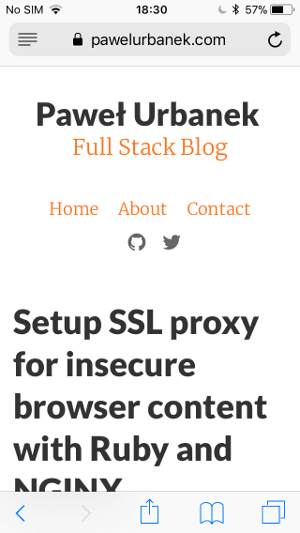 No SIM 18:30 57%
pawelurbanek.com
Paweł Urbanek
Full Stack Blog
Home About Contact
Setup SSL proxy
for insecure
browser content
with Ruby and
NGINX